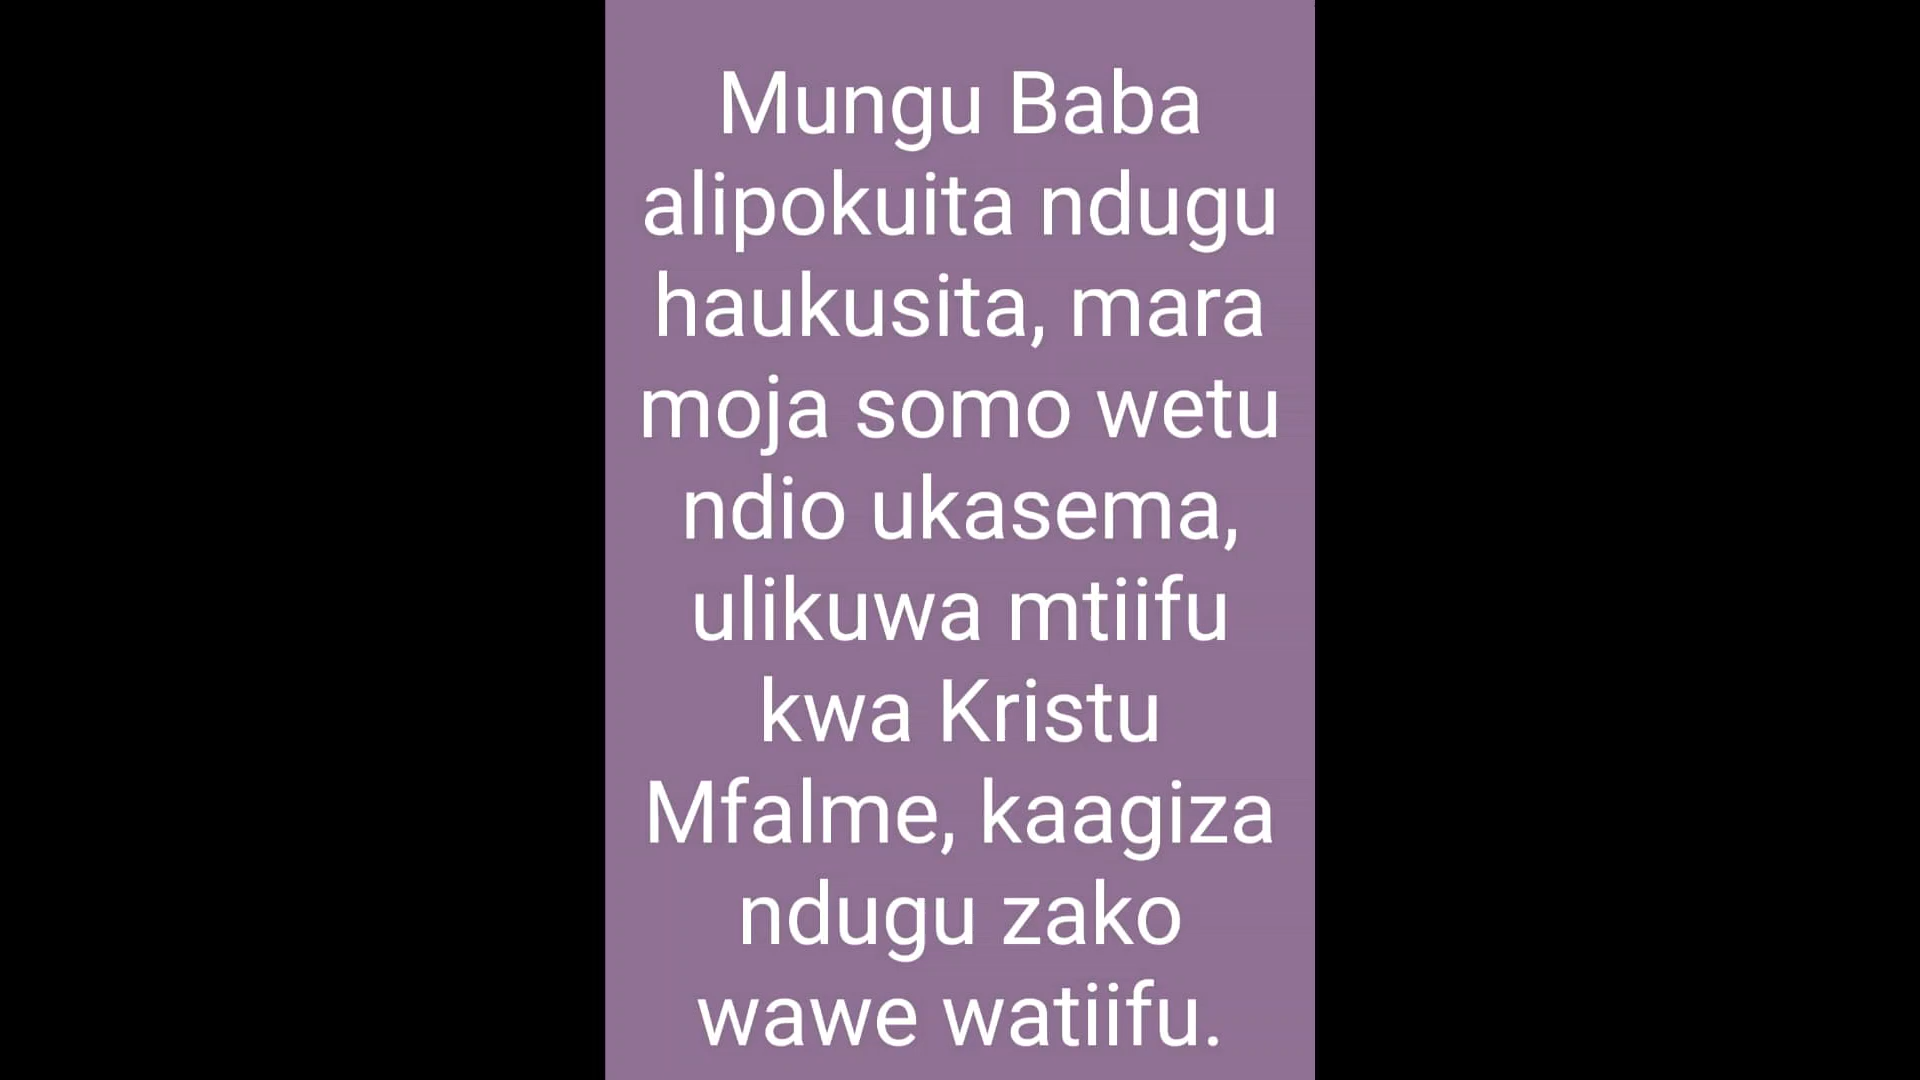 Mungu Baba
alipokuita ndugu
haukusita, mara
moja somo wetu
ndio ukasema,
ulikuwa mtiifu
kwa Kristu
Mfalme, kaagiza
ndugu zako
wawe watiifu.